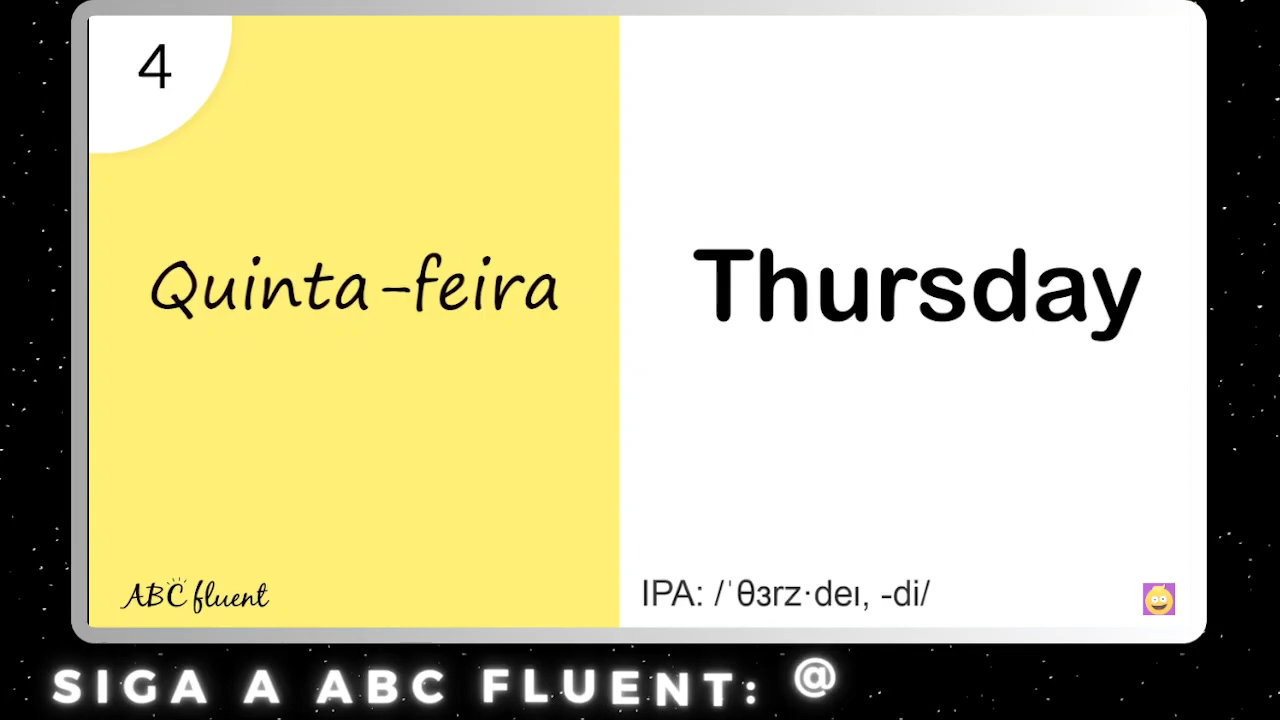 4
Quinta-feira
Thursday
ABC fluent
IPA: /ˈθɜrz·deɪ, -di/
SIGA A ABC FLUENT: @